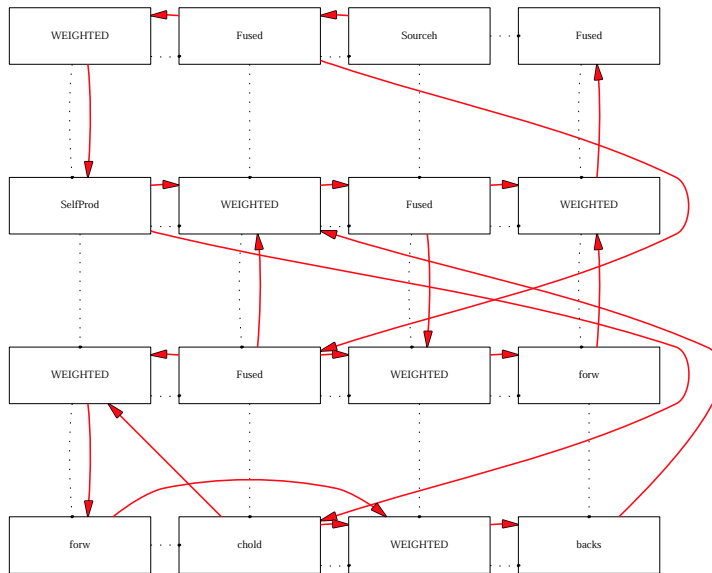 WEIGHTED
Fused
Sourceh
Fused
SelfProd
WEIGHTED
Fused
WEIGHTED
WEIGHTED
Fused
WEIGHTED
forw
forw
chold
WEIGHTED
backs